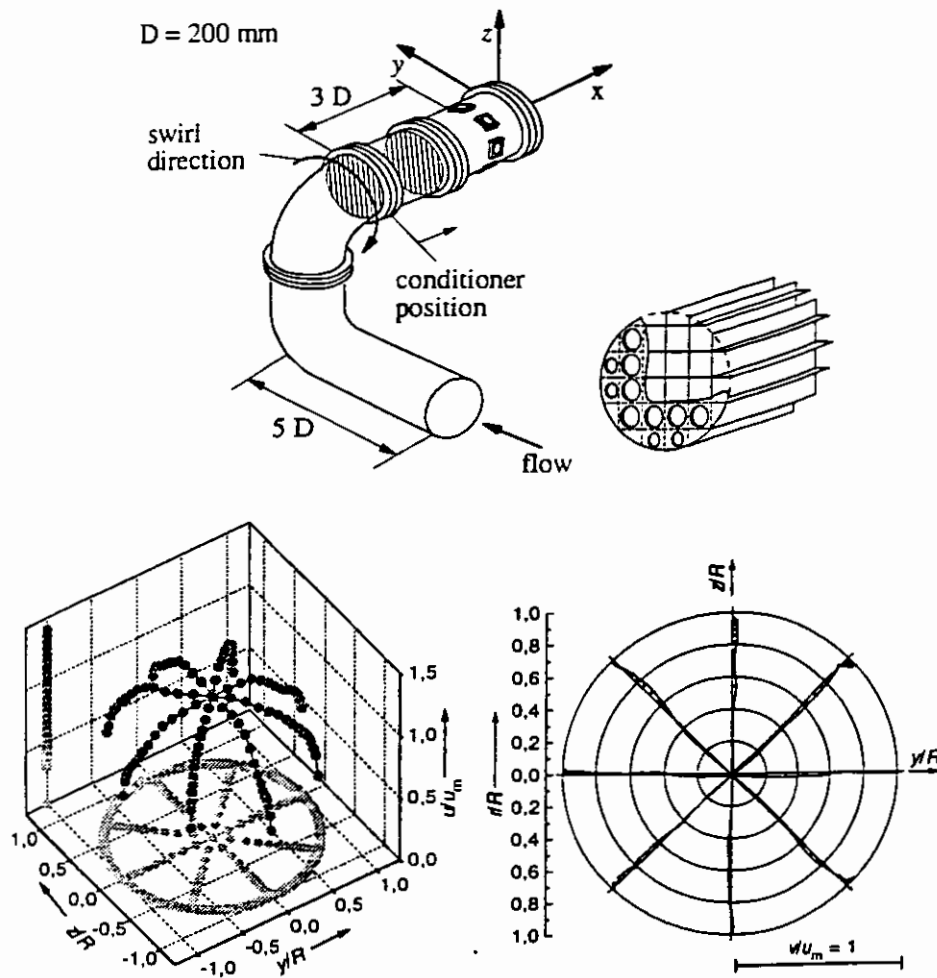 D = 200 mm
z
y
x
3 D
swirl
direction
conditioner
position
5 D
flow
1.5
1.0
0.5
0.0
u/u_m
1,0
0,5
0,0
-0,5
-1,0
z/R
-1,0
-0,5
0,0
0,5
1,0
y/R
z/R
1,0
0,8
0,6
0,4
0,2
0,0
0,2
0,4
0,6
0,8
1,0
r/R
y/R
v/u_m = 1